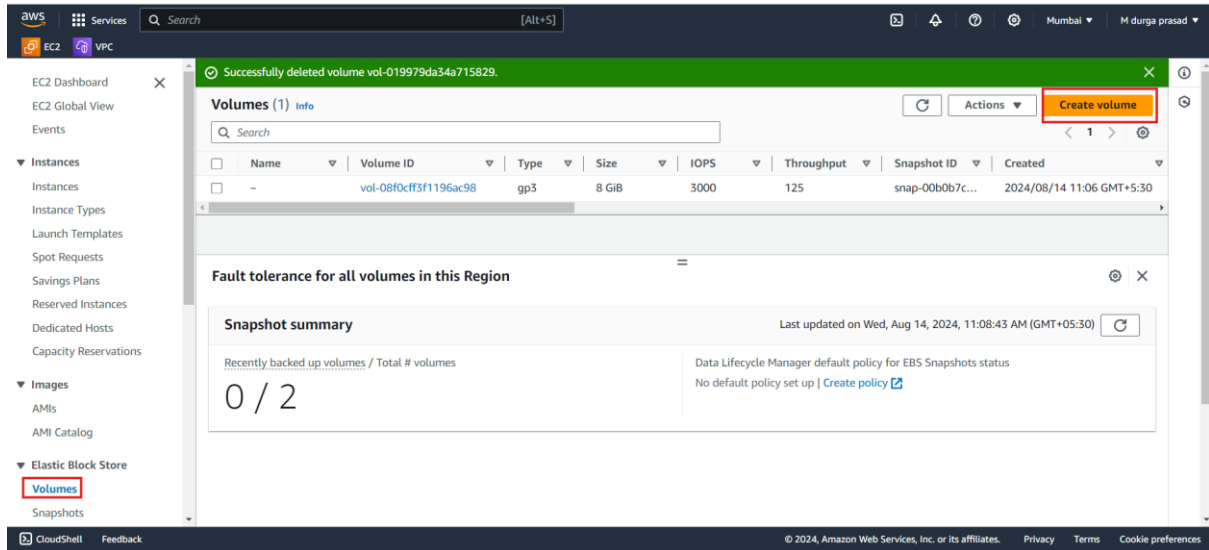 aws Services Search [Alt+S] Mumbai ▼ M durga prasad ▼
EC2 VPC
EC2 Dashboard
EC2 Global View
Events
▼ Instances
Instances
Instance Types
Launch Templates
Spot Requests
Savings Plans
Reserved Instances
Dedicated Hosts
Capacity Reservations
▼ Images
AMIs
AMI Catalog
▼ Elastic Block Store
Volumes
Snapshots
Successfully deleted volume vol-019979da34a715829.
Volumes (1) Info Actions ▼ Create volume
Search 1
Name Volume ID Type Size IOPS Throughput Snapshot ID Created
– vol-08f0cff3f1196ac98 gp3 8 GiB 3000 125 snap-00b0b7c... 2024/08/14 11:06 GMT+5:30
Fault tolerance for all volumes in this Region
Snapshot summary Last updated on Wed, Aug 14, 2024, 11:08:43 AM (GMT+05:30)
Recently backed up volumes / Total # volumes
0 / 2
Data Lifecycle Manager default policy for EBS Snapshots status
No default policy set up | Create policy
CloudShell Feedback © 2024, Amazon Web Services, Inc. or its affiliates. Privacy Terms Cookie preferences